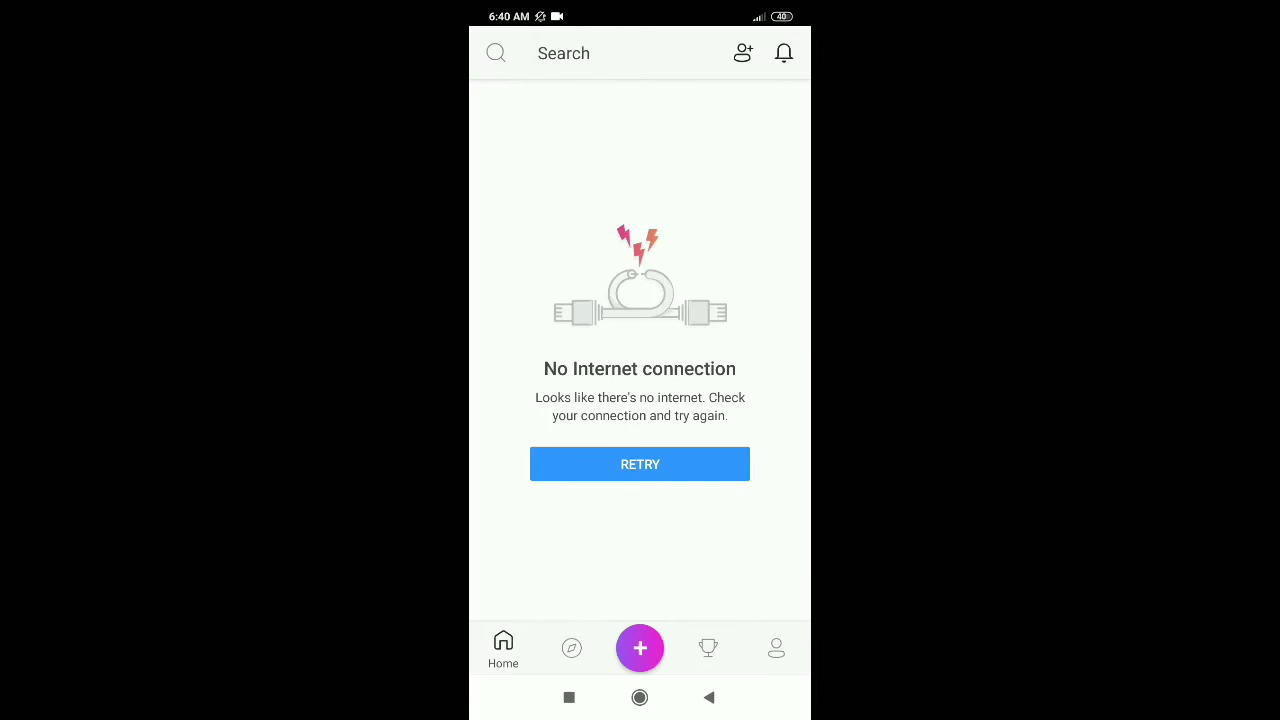 6:40 AM
40
Search
No Internet connection
Looks like there's no internet. Check
your connection and try again.
RETRY
Home